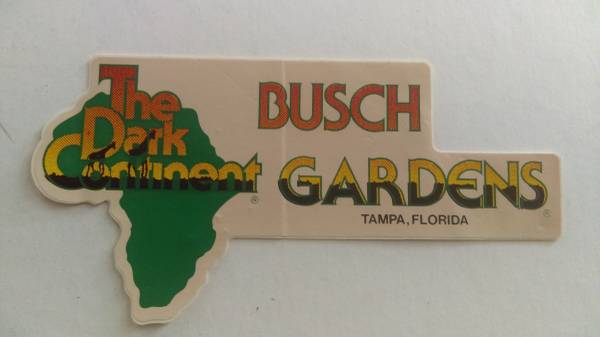 The
Dark
Continent ®
BUSCH
GARDENS ®
TAMPA, FLORIDA